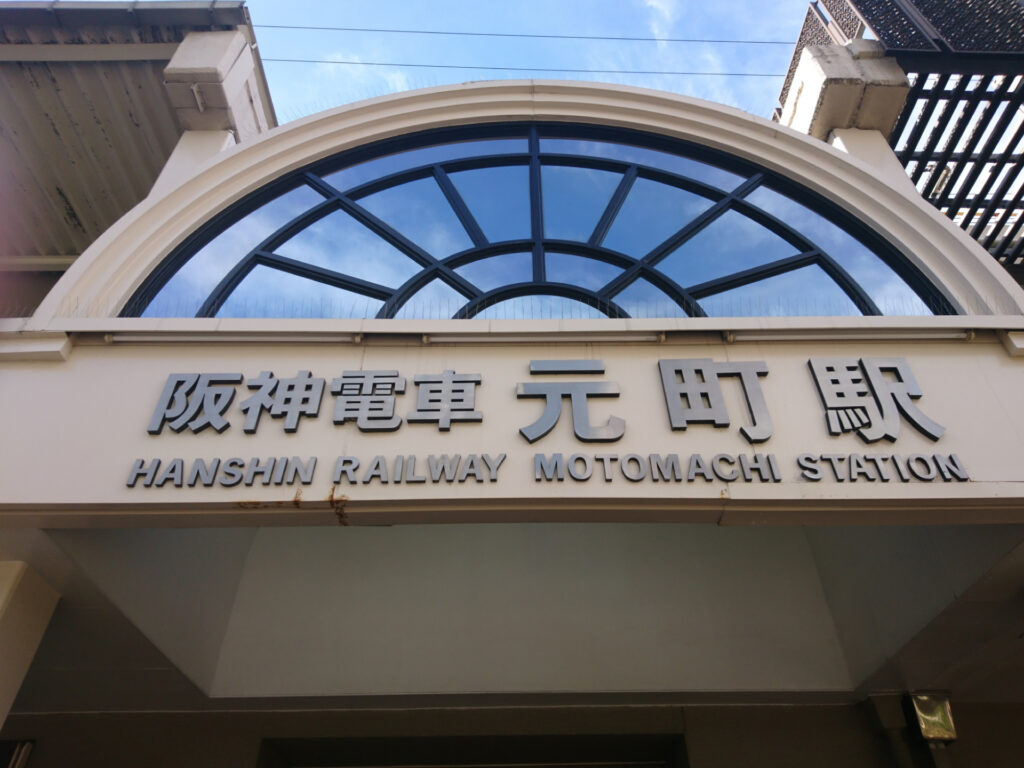 阪神電車 元町駅
HANSHIN RAILWAY MOTOMACHI STATION